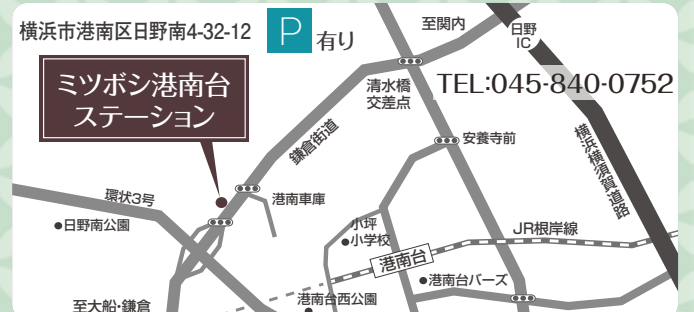 横浜市港南区日野南4-32-12
P 有り
至関内
日野
IC
ミツボシ港南台
ステーション
清水橋
交差点
TEL:045-840-0752
鎌倉街道
安養寺前
横浜横須賀道路
環状3号
港南車庫
日野南公園
小坪
小学校
JR根岸線
港南台
港南台バーズ
至大船・鎌倉
港南台西公園